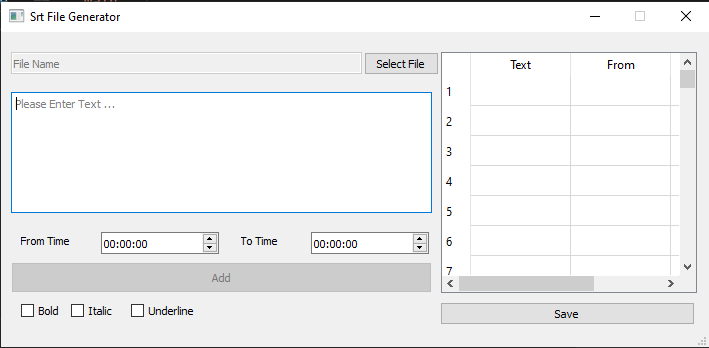 Srt File Generator
File Name
Select File
Please Enter Text ...
From Time
00:00:00
To Time
00:00:00
Add
Bold
Italic
Underline
Text
From
1
2
3
4
5
6
7
Save